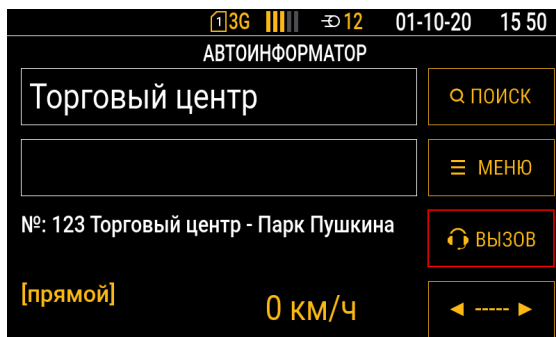 1 3G 12 01-10-20 15 50
АВТОИНФОРМАТОР
Торговый центр
ПОИСК
МЕНЮ
№: 123 Торговый центр - Парк Пушкина
ВЫЗОВ
[прямой]
0 км/ч
◄ ----- ►